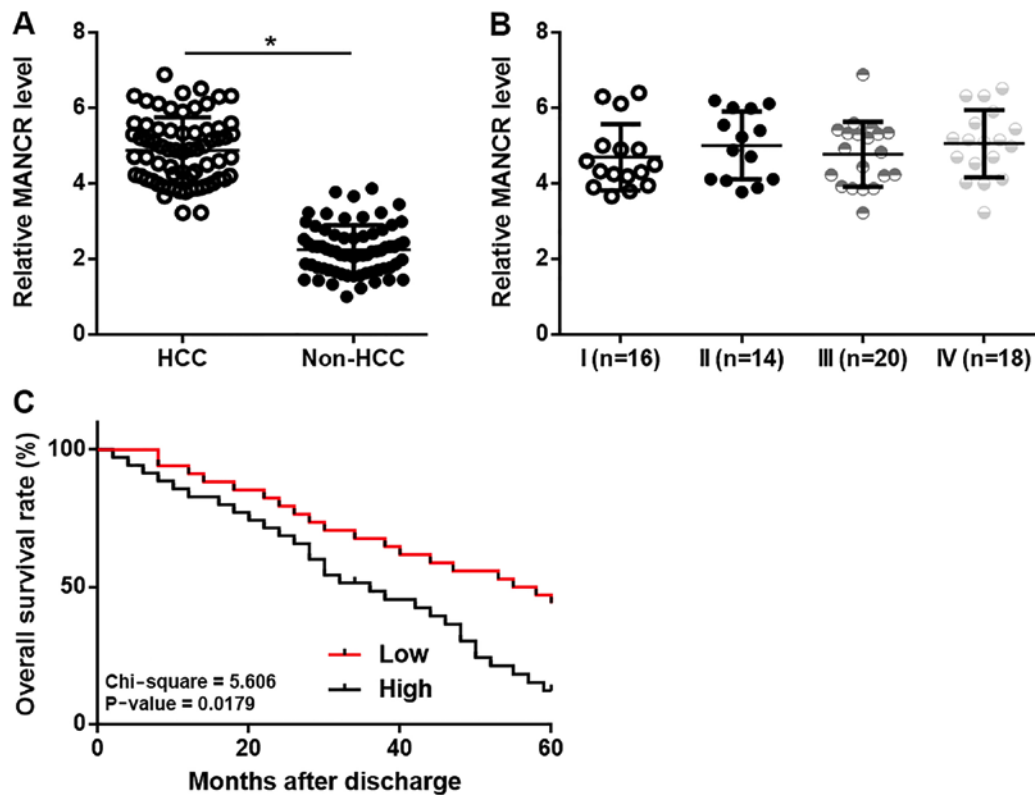 A
Relative MANCR level
8
6
4
2
0
*
HCC
Non-HCC
B
Relative MANCR level
8
6
4
2
0
I (n=16)
II (n=14)
III (n=20)
IV (n=18)
C
Overall survival rate (%)
100
50
0
Low
High
Chi-square = 5.606
P-value = 0.0179
0
20
40
60
Months after discharge